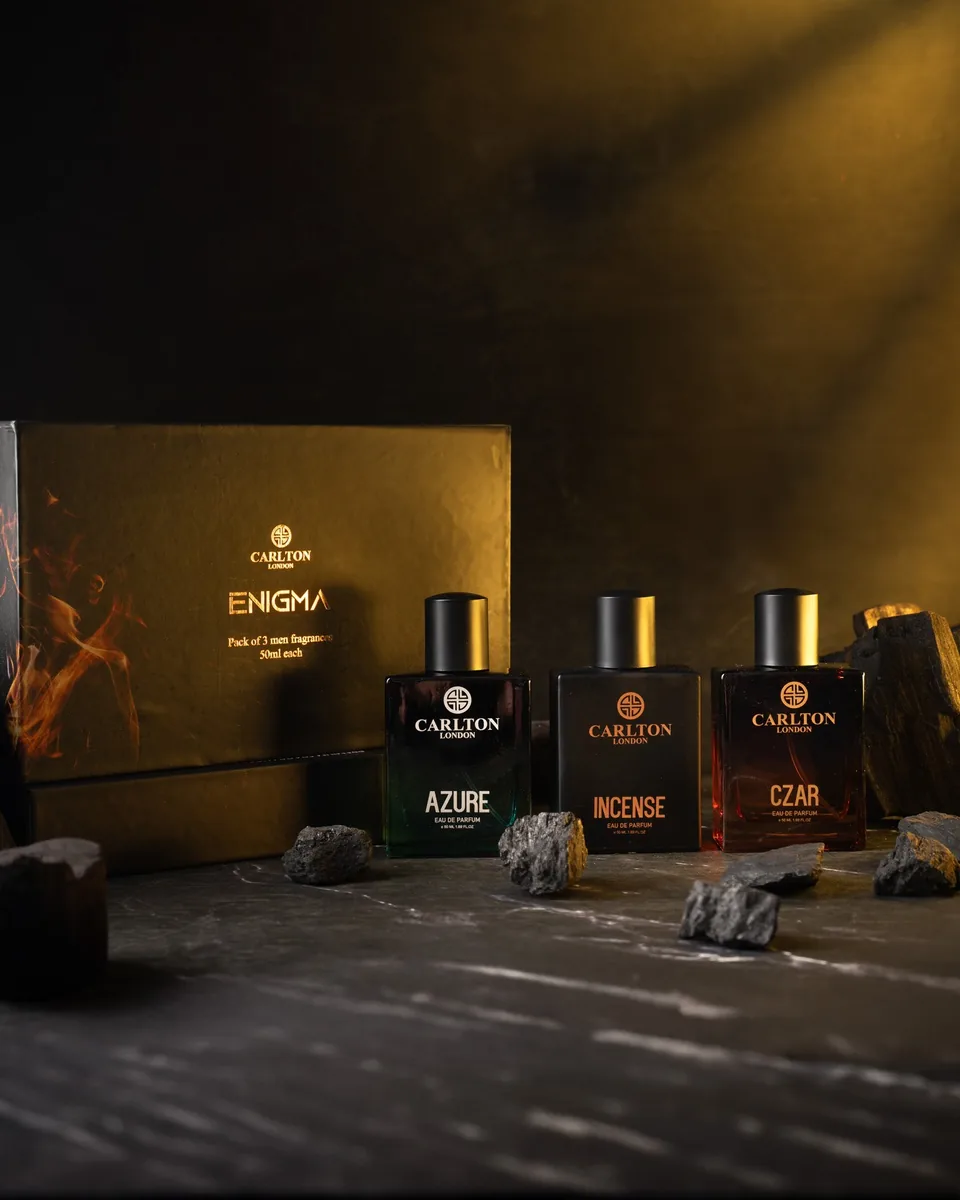 CARLTON
LONDON
ENIGMA
Pack of 3 men fragrances
50ml each
CARLTON
LONDON
AZURE
EAU DE PARFUM
CARLTON
LONDON
INCENSE
EAU DE PARFUM
CARLTON
LONDON
CZAR
EAU DE PARFUM